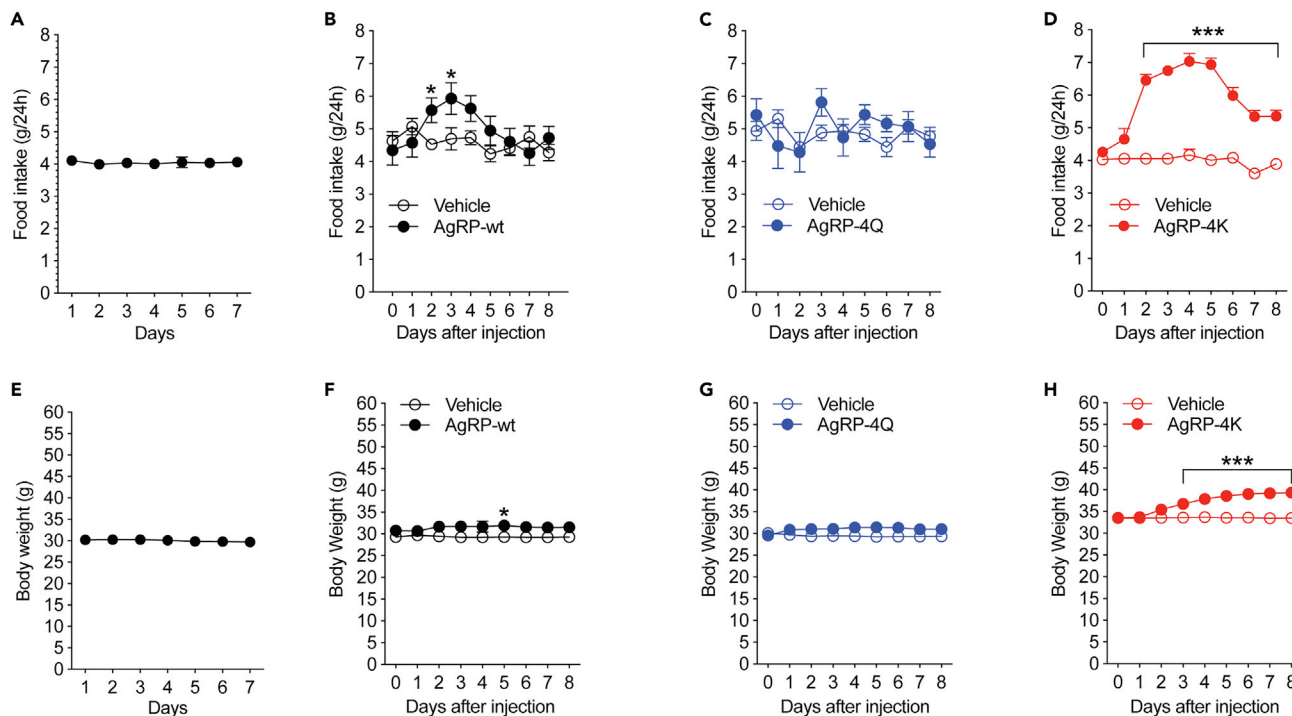 A
Food intake (g/24h)
8
7
6
5
4
3
2
1
0
1 2 3 4 5 6 7
Days
B
Food intake (g/24h)
8
7
6
5
4
3
2
1
0
* *
Vehicle
AgRP-wt
0 1 2 3 4 5 6 7 8
Days after injection
C
Food intake (g/24h)
8
7
6
5
4
3
2
1
0
Vehicle
AgRP-4Q
0 1 2 3 4 5 6 7 8
Days after injection
D
Food intake (g/24h)
8
7
6
5
4
3
2
1
0
***
Vehicle
AgRP-4K
0 1 2 3 4 5 6 7 8
Days after injection
E
Body weight (g)
60
55
50
45
40
35
30
25
20
15
10
5
0
1 2 3 4 5 6 7
Days
F
Body Weight (g)
60
55
50
45
40
35
30
25
20
15
10
5
0
Vehicle
AgRP-wt
*
0 1 2 3 4 5 6 7 8
Days after injection
G
Body Weight (g)
60
55
50
45
40
35
30
25
20
15
10
5
0
Vehicle
AgRP-4Q
0 1 2 3 4 5 6 7 8
Days after injection
H
Body Weight (g)
60
55
50
45
40
35
30
25
20
15
10
5
0
Vehicle
AgRP-4K
***
0 1 2 3 4 5 6 7 8
Days after injection